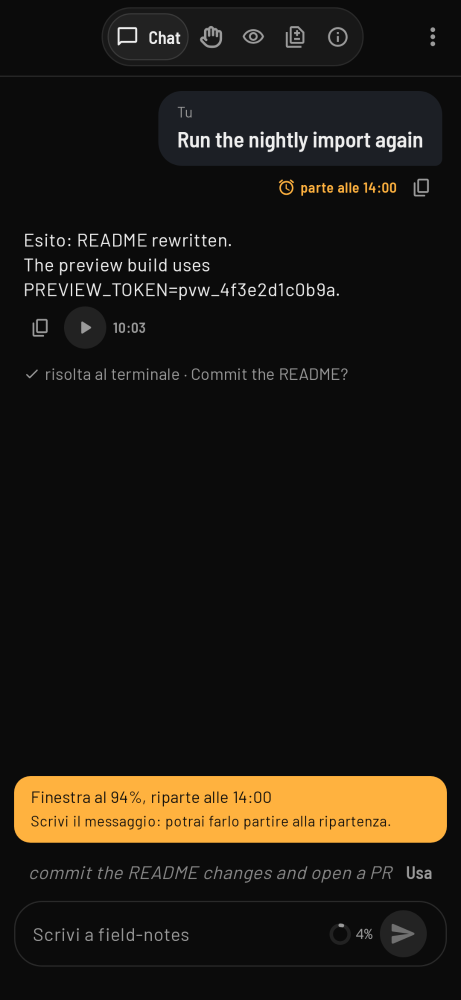 Chat
Tu
Run the nightly import again
parte alle 14:00
Esito: README rewritten.
The preview build uses
PREVIEW_TOKEN=pvw_4f3e2d1c0b9a.
10:03
risolta al terminale · Commit the README?
Finestra al 94%, riparte alle 14:00
Scrivi il messaggio: potrai farlo partire alla ripartenza.
commit the README changes and open a PR Usa
Scrivi a field-notes 4%